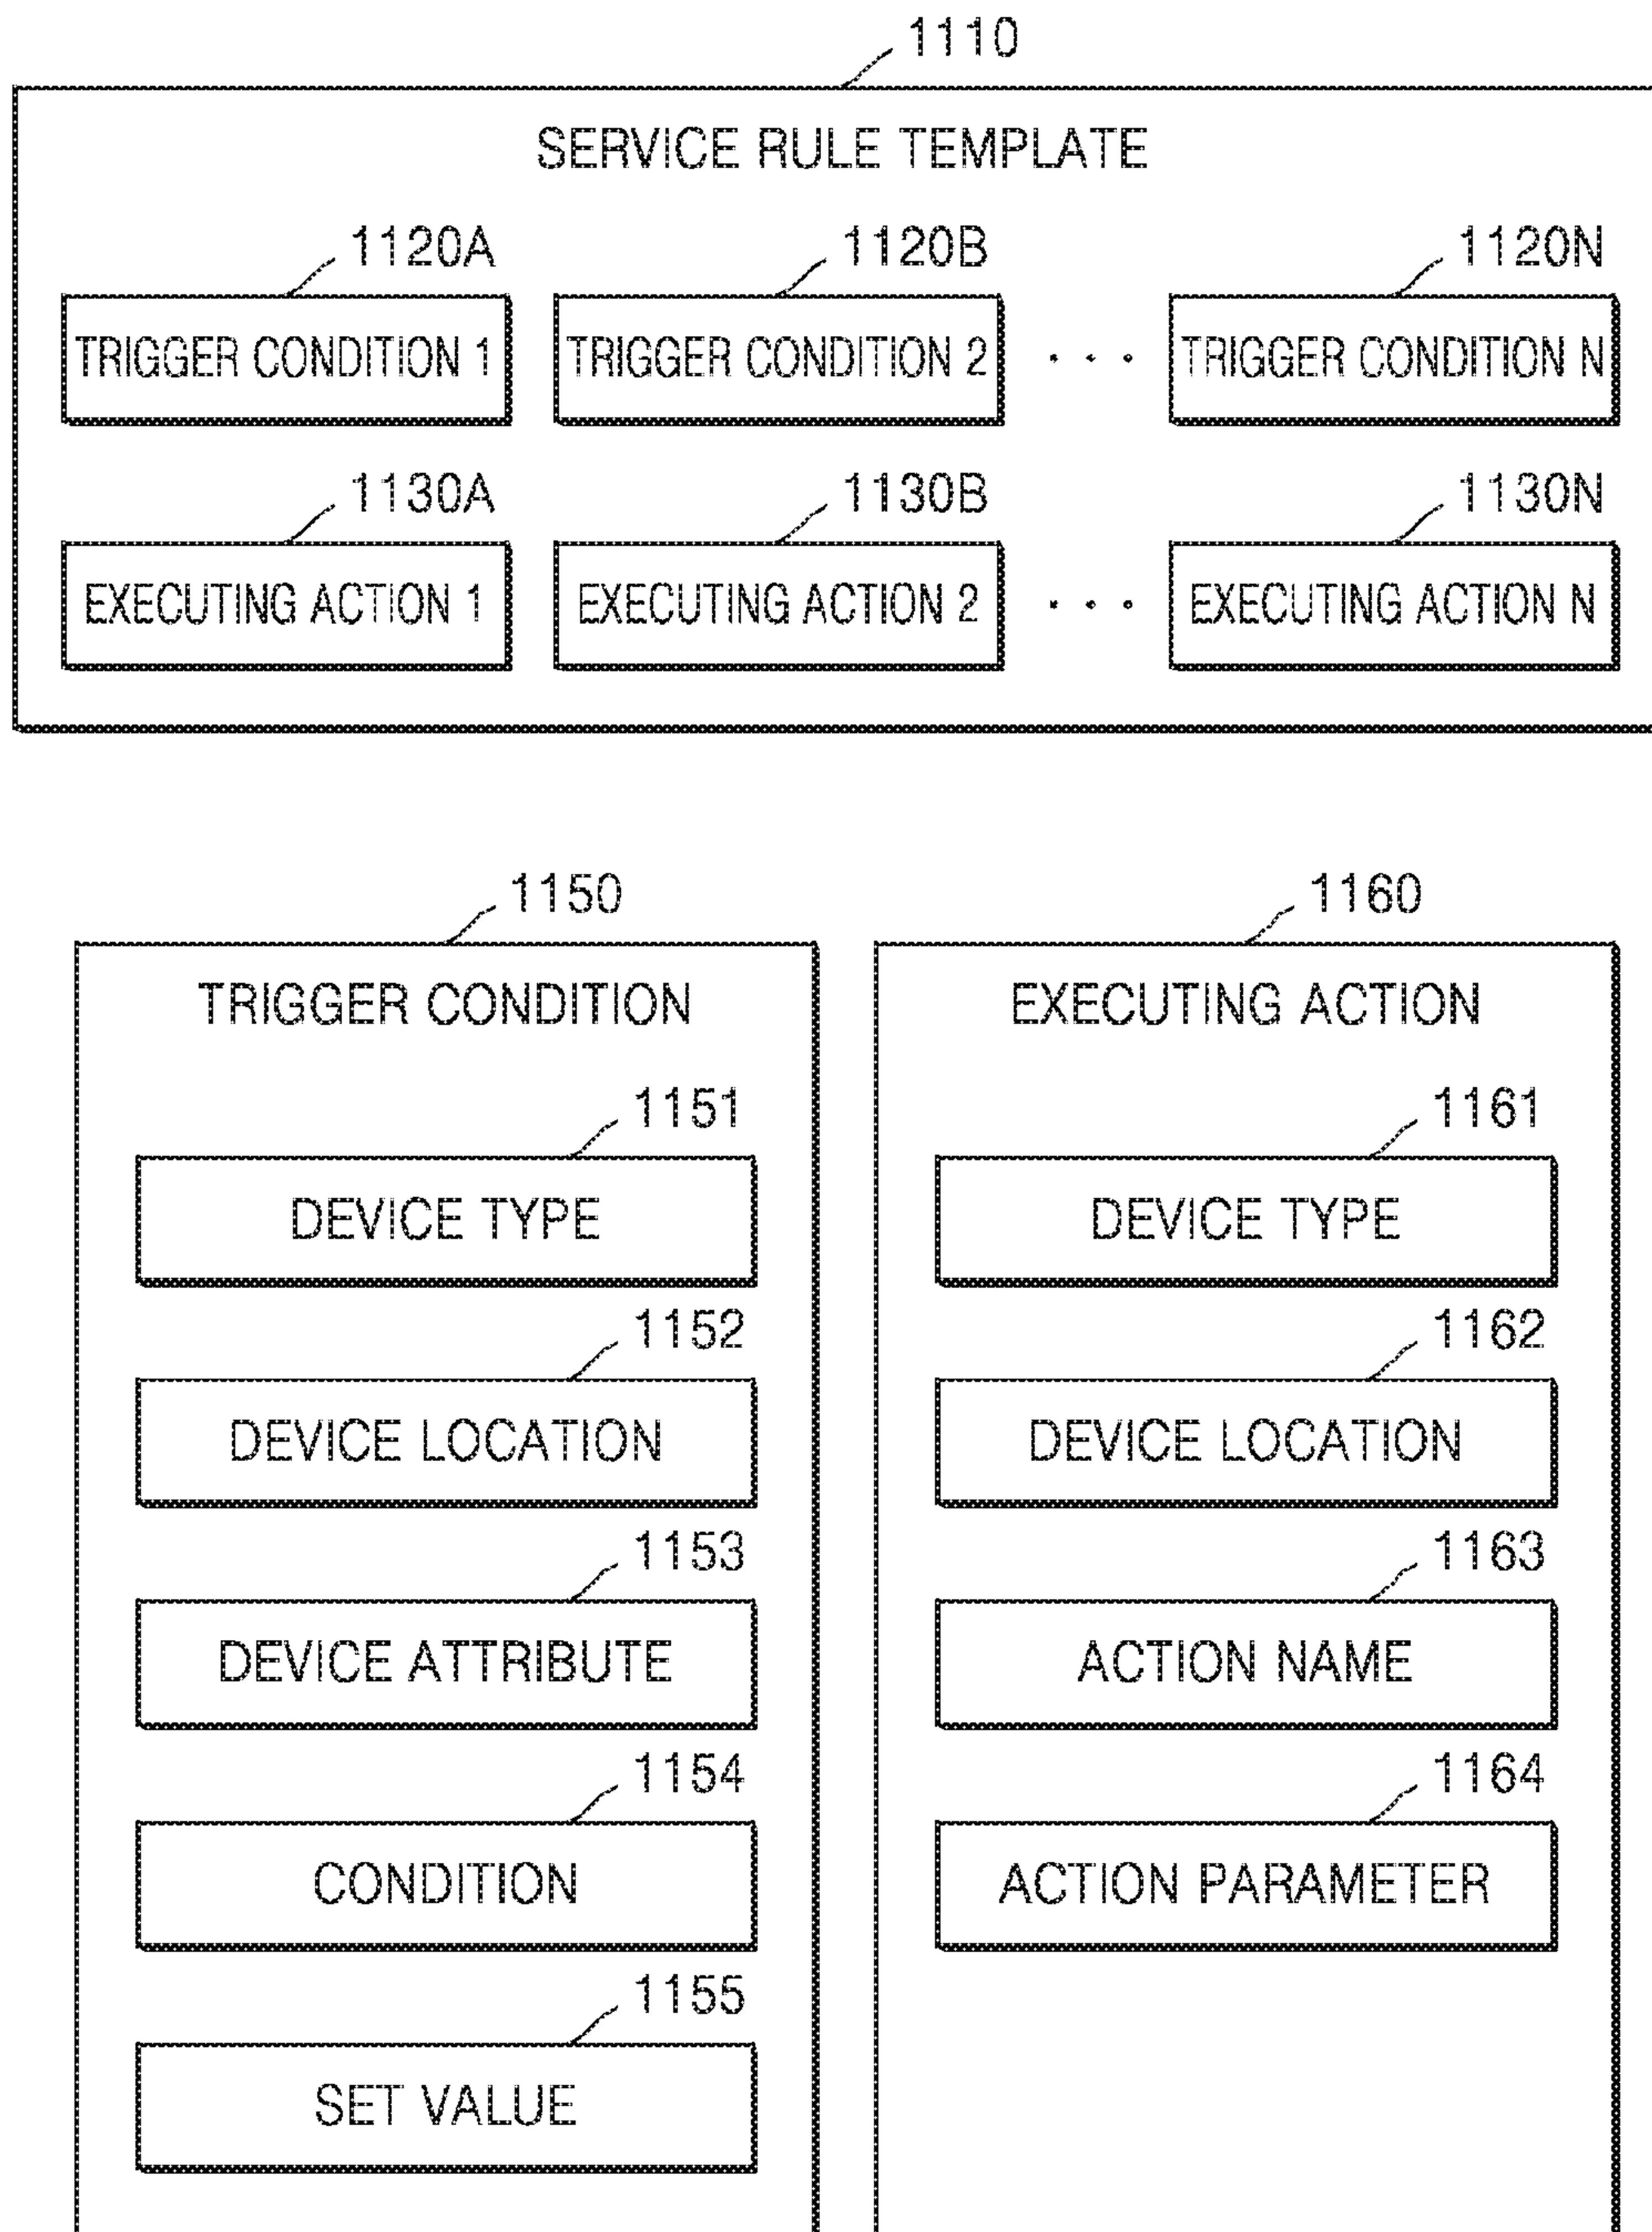 1110
SERVICE RULE TEMPLATE
1120A 1120B 1120N
TRIGGER CONDITION 1 TRIGGER CONDITION 2 · · · TRIGGER CONDITION N
1130A 1130B 1130N
EXECUTING ACTION 1 EXECUTING ACTION 2 · · · EXECUTING ACTION N
1150 1160
TRIGGER CONDITION EXECUTING ACTION
1151 1161
DEVICE TYPE DEVICE TYPE
1152 1162
DEVICE LOCATION DEVICE LOCATION
1153 1163
DEVICE ATTRIBUTE ACTION NAME
1154 1164
CONDITION ACTION PARAMETER
1155
SET VALUE